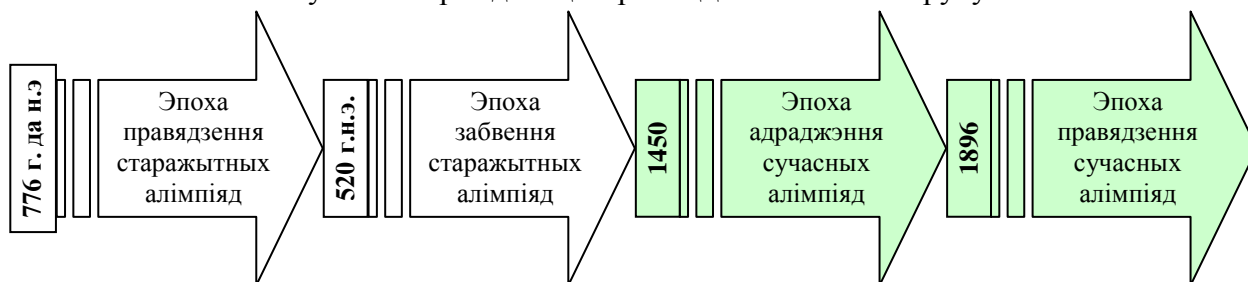 776 г. да н.э
Эпоха
правядзення
старажытных
алімпіяд
520 г.н.э.
Эпоха
забвення
старажытных
алімпіяд
1450
Эпоха
адраджэння
сучасных
алімпіяд
1896
Эпоха
правядзення
сучасных
алімпіяд